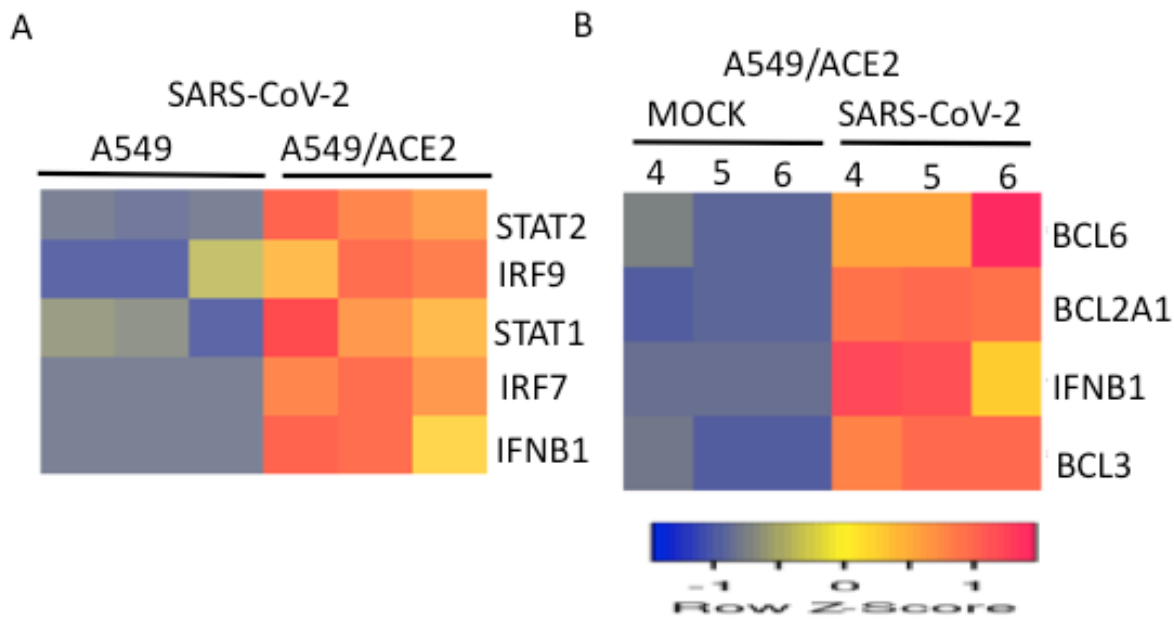 A
SARS-CoV-2
A549 A549/ACE2
STAT2
IRF9
STAT1
IRF7
IFNB1
B
A549/ACE2
MOCK SARS-CoV-2
4 5 6 4 5 6
BCL6
BCL2A1
IFNB1
BCL3
-1 0 1
Row Z-Score